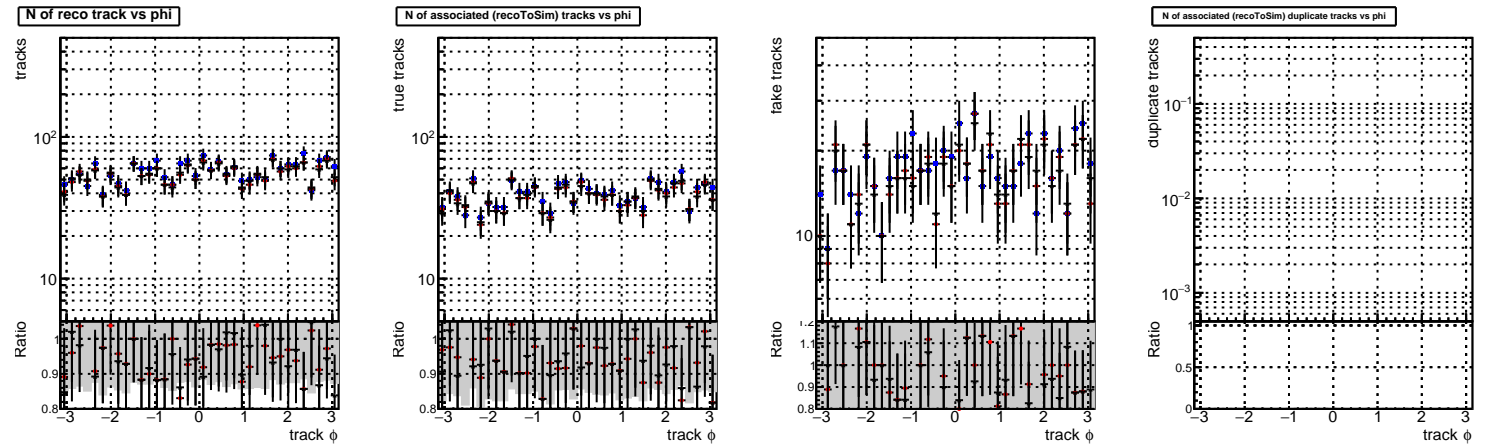 N of reco track vs phi
tracks
10²
10
Ratio
1
0.9
0.8
−3 −2 −1 0 1 2 3
track ϕ
N of associated (recoToSim) tracks vs phi
true tracks
10²
10
Ratio
1
0.9
0.8
−3 −2 −1 0 1 2 3
track ϕ
fake tracks
10
Ratio
1.2
1.1
1
0.9
0.8
−3 −2 −1 0 1 2 3
track ϕ
N of associated (recoToSim) duplicate tracks vs phi
duplicate tracks
10⁻¹
10⁻²
10⁻³
Ratio
1
0.5
0
−3 −2 −1 0 1 2 3
track ϕ